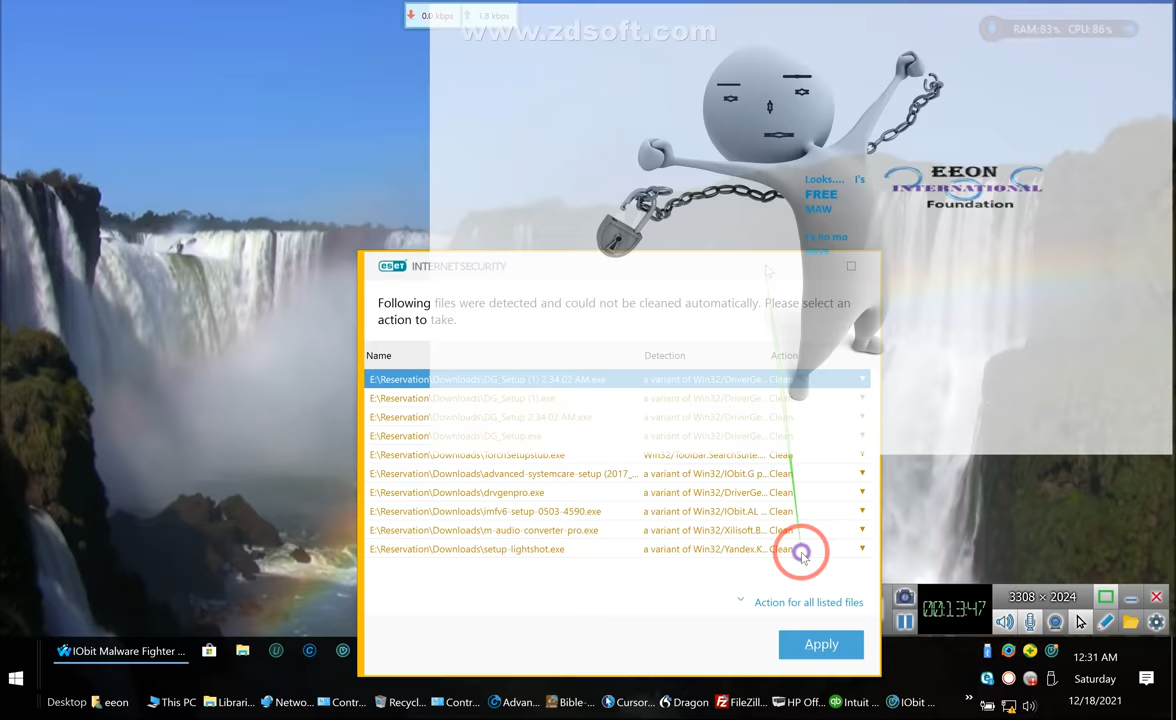 0.0 kbps 1.8 kbps
www.zdsoft.com
RAM:83% CPU:86%
Looks.... I's
FREE
MAW
EEON
INTERNATIONAL
Foundation
eset INTERNET SECURITY
Following files were detected and could not be cleaned automatically. Please select an
action to take.
Name Detection Action
E:\Reservation\Downloads\DG_Setup (1) 2.34.02 AM.exe a variant of Win32/DriverGe... Clean
E:\Reservation\Downloads\DG_Setup (1).exe a variant of Win32/DriverGe... Clean
E:\Reservation\Downloads\DG_Setup 2.34.02 AM.exe a variant of Win32/DriverGe... Clean
E:\Reservation\Downloads\DG_Setup.exe a variant of Win32/DriverGe... Clean
E:\Reservation\Downloads\TorchSetupStub.exe Win32/Toolbar.SearchSuite.... Clean
E:\Reservation\Downloads\advanced-systemcare-setup (2017_... a variant of Win32/IObit.G p... Clean
E:\Reservation\Downloads\drvgenpro.exe a variant of Win32/DriverGe... Clean
E:\Reservation\Downloads\imfv6-setup-0503-4590.exe a variant of Win32/IObit.AL ... Clean
E:\Reservation\Downloads\m-audio-converter-pro.exe a variant of Win32/Xilisoft.B... Clean
E:\Reservation\Downloads\setup-lightshot.exe a variant of Win32/Yandex.K... Clean
Action for all listed files
Apply
00:13:47
3308 × 2024
IObit Malware Fighter ...
12:31 AM
Saturday
12/18/2021
Desktop eeon This PC Librari... Netwo... Contr... Recycl... Contr... Advan... Bible-... Cursor... Dragon FileZill... HP Off... Intuit ... IObit ...